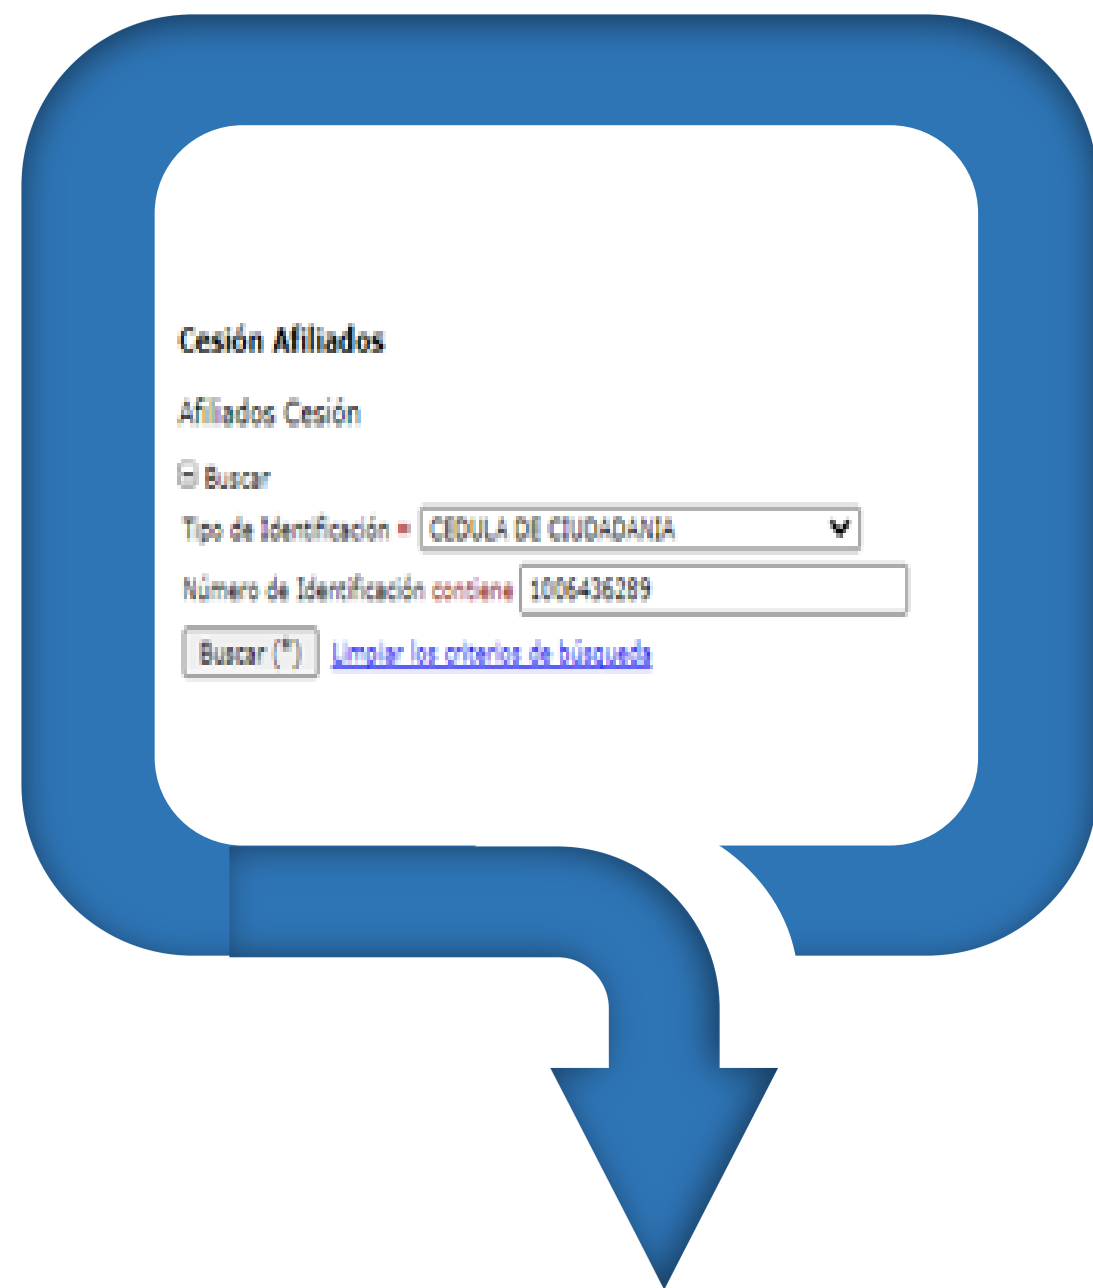 Cesión Afiliados
Afiliados Cesión
Buscar
Tipo de Identificación = CEDULA DE CIUDADANIA
Número de Identificación contiene 1006436289
Buscar (*) Limpiar los criterios de búsqueda